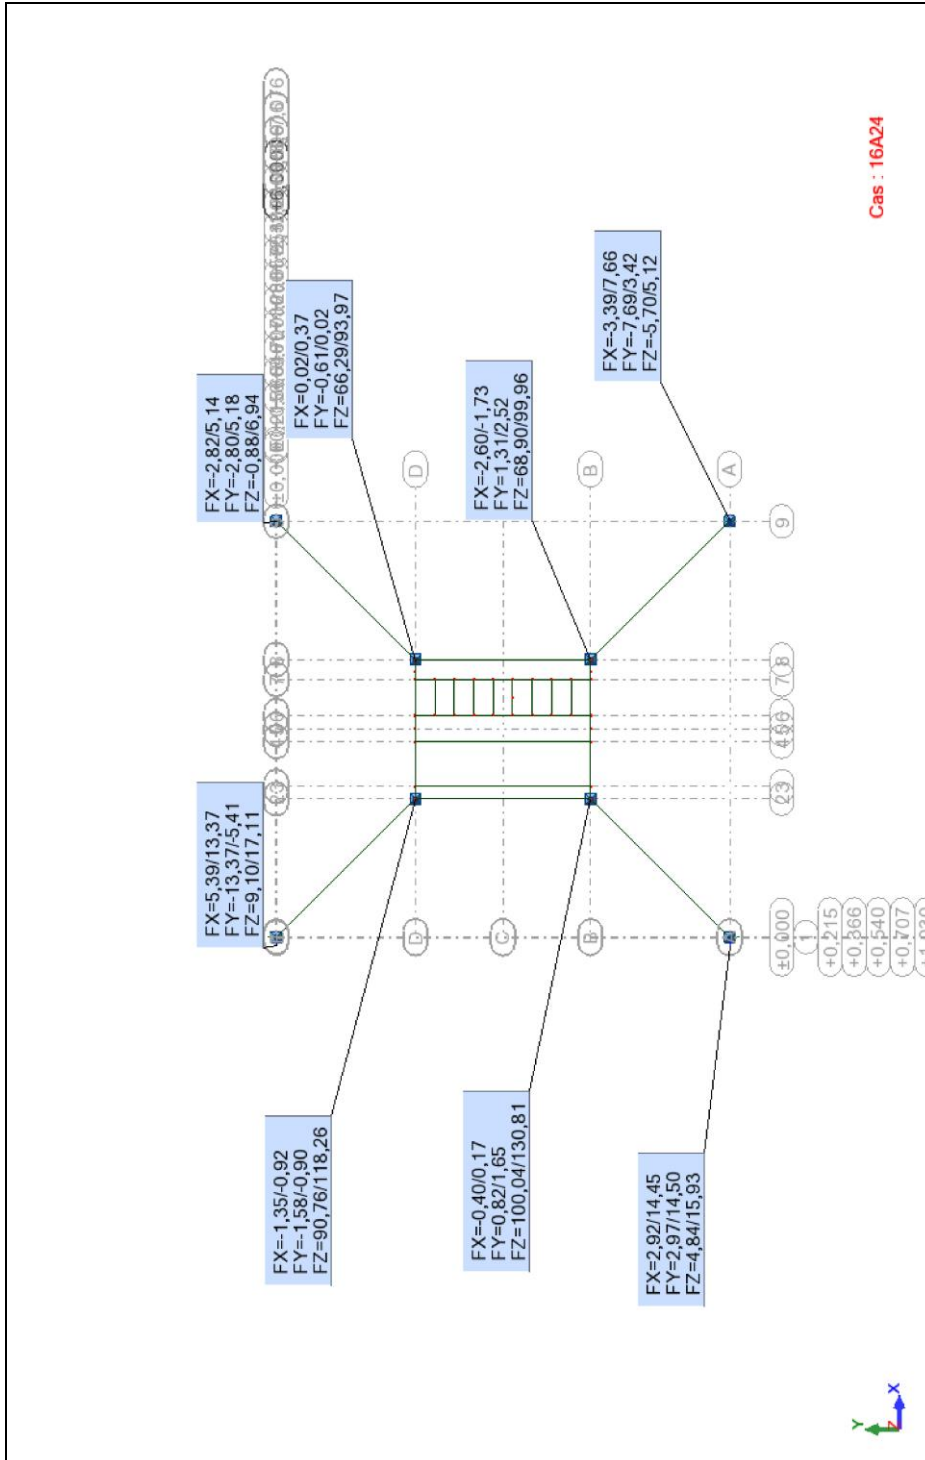 FX=5,39/13,37
FY=-13,37/-5,41
FZ=9,10/17,11
FX=-2,82/5,14
FY=-2,80/5,18
FZ=-0,88/6,94
FX=-1,35/-0,92
FY=-1,58/-0,90
FZ=90,76/118,26
FX=0,02/0,37
FY=-0,61/0,02
FZ=66,29/93,97
D
D
C
FX=-0,40/0,17
FY=0,82/1,65
FZ=100,04/130,81
FX=-2,60/-1,73
FY=1,31/2,52
FZ=68,90/99,96
B
B
FX=-3,39/7,66
FY=-7,69/3,42
FZ=-5,70/5,12
FX=2,92/14,45
FY=2,97/14,50
FZ=4,84/15,93
A
A
±0,000
2 3
4 5 6
7 8
9
1
+0,215
+0,366
+0,540
+0,707
Cas : 16A24
Y
Z
X